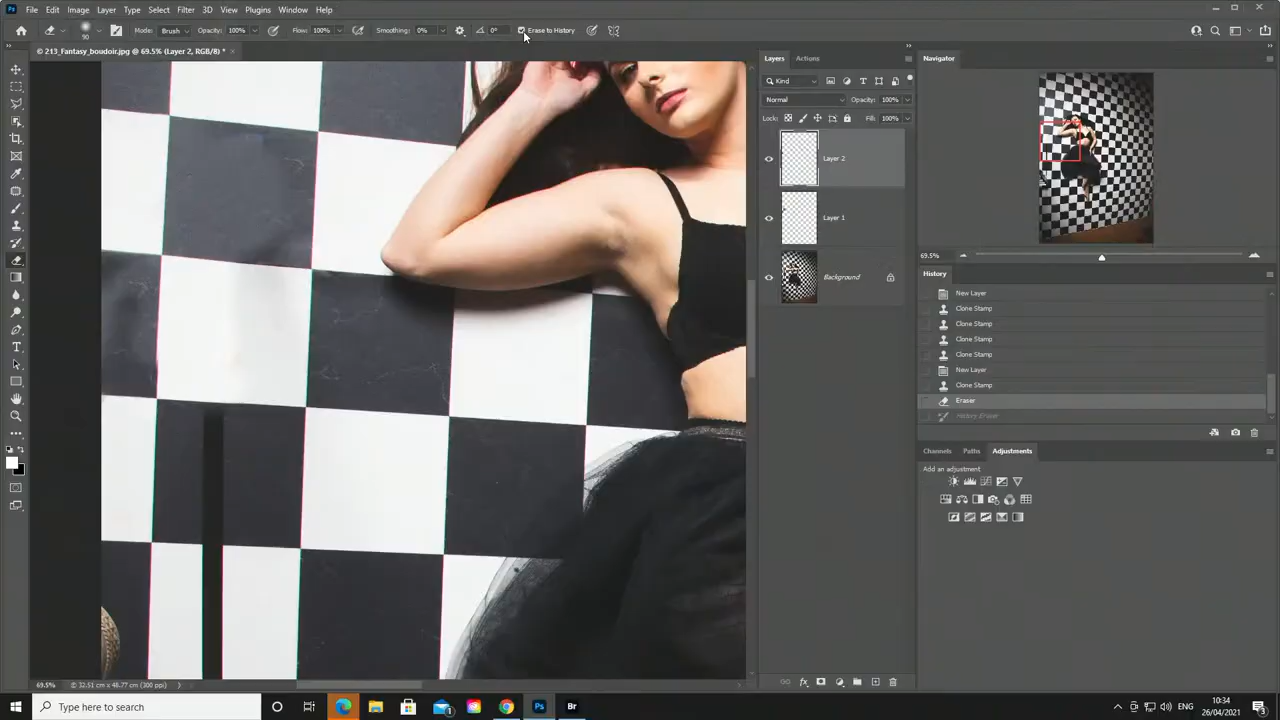 File Edit Image Layer Type Select Filter 3D View Plugins Window Help
90 Mode: Brush Opacity: 100% Flow: 100% Smoothing: 0% 0° Erase to History
© 213_Fantasy_boudoir.jpg @ 69.5% (Layer 2, RGB/8) *
Layers Actions
Kind
Normal Opacity: 100%
Lock: Fill: 100%
Layer 2
Layer 1
Background
Navigator
69.5%
History
New Layer
Clone Stamp
Clone Stamp
Clone Stamp
Clone Stamp
New Layer
Clone Stamp
Eraser
History Eraser
Channels Paths Adjustments
Add an adjustment
69.5% 32.51 cm x 48.77 cm (300 ppi)
Type here to search
Ps Br
ENG
10:34
26/04/2021